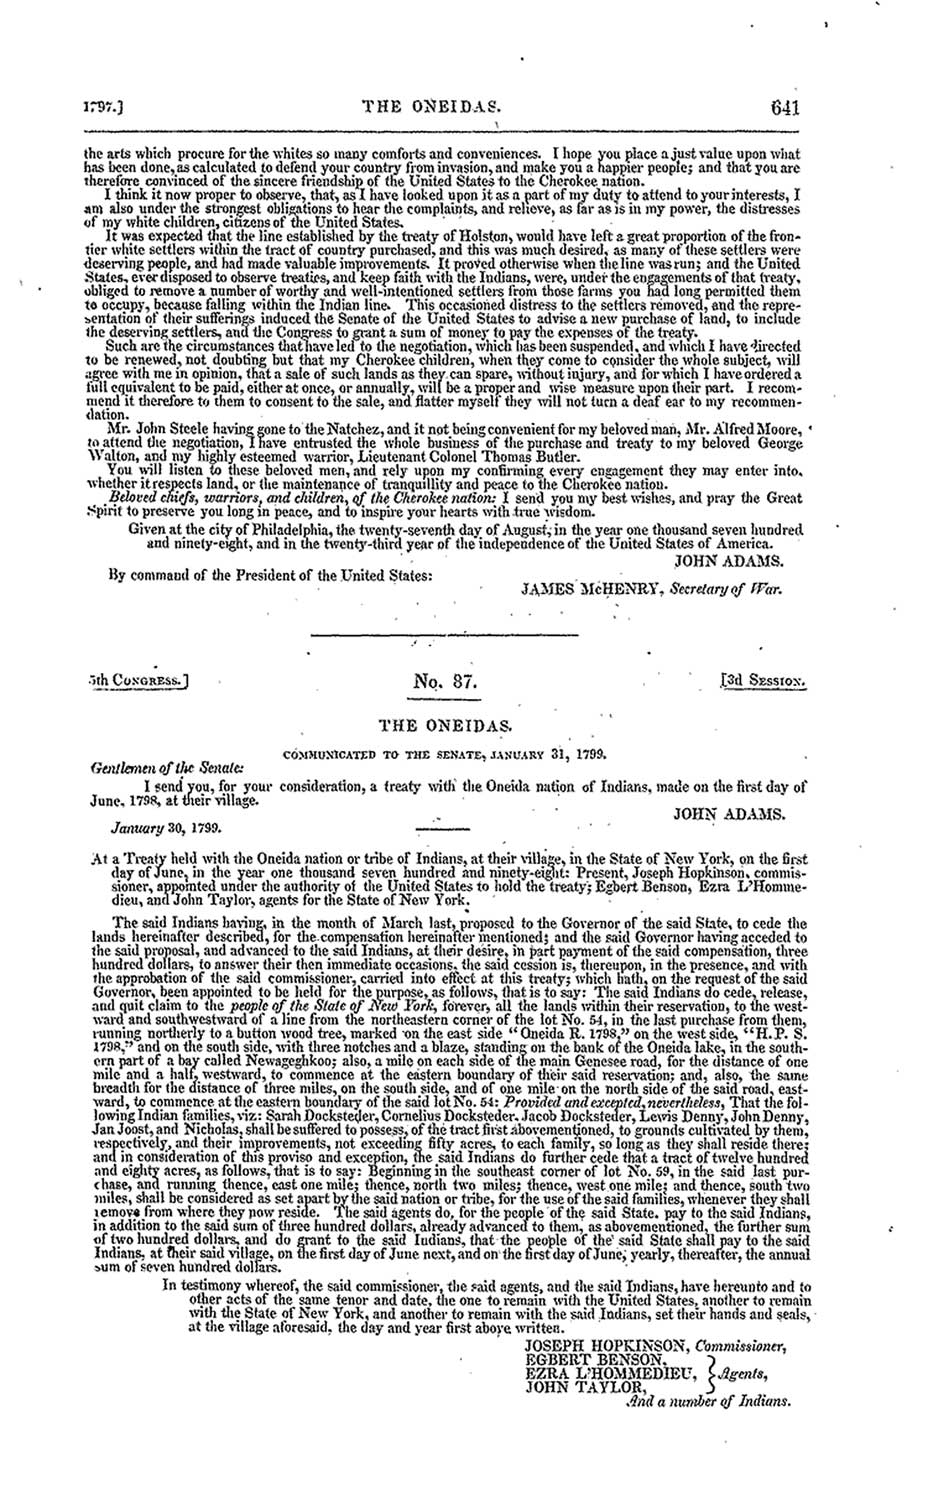 1797.] THE ONEIDAS. 641
the arts which procure for the whites so many comforts and conveniences. I hope you place a just value upon what
has been done, as calculated to defend your country from invasion, and make you a happier people; and that you are
therefore convinced of the sincere friendship of the United States to the Cherokee nation.
I think it now proper to observe, that, as I have looked upon it as a part of my duty to attend to your interests, I
am also under the strongest obligations to hear the complaints, and relieve, as far as is in my power, the distresses
of my white children, citizens of the United States.
It was expected that the line established by the treaty of Holston, would have left a great proportion of the fron-
tier white settlers within the tract of country purchased, and this was much desired, as many of these settlers were
deserving people, and had made valuable improvements. It proved otherwise when the line was run; and the United
States, ever disposed to observe treaties, and keep faith with the Indians, were, under the engagements of that treaty,
obliged to remove a number of worthy and well-intentioned settlers from those farms you had long permitted them
to occupy, because falling within the Indian line. This occasioned distress to the settlers removed, and the repre-
sentation of their sufferings induced the Senate of the United States to advise a new purchase of land, to include
the deserving settlers, and the Congress to grant a sum of money to pay the expenses of the treaty.
Such are the circumstances that have led to the negotiation, which has been suspended, and which I have directed
to be renewed, not doubting but that my Cherokee children, when they come to consider the whole subject, will
agree with me in opinion, that a sale of such lands as they can spare, without injury, and for which I have ordered a
full equivalent to be paid, either at once, or annually, will be a proper and wise measure upon their part. I recom-
mend it therefore to them to consent to the sale, and flatter myself they will not turn a deaf ear to my recommen-
dation.
Mr. John Steele having gone to the Natchez, and it not being convenient for my beloved man, Mr. Alfred Moore,
to attend the negotiation, I have entrusted the whole business of the purchase and treaty to my beloved George
Walton, and my highly esteemed warrior, Lieutenant Colonel Thomas Butler.
You will listen to these beloved men, and rely upon my confirming every engagement they may enter into,
whether it respects land, or the maintenance of tranquillity and peace to the Cherokee nation.
Beloved chiefs, warriors, and children, of the Cherokee nation: I send you my best wishes, and pray the Great
Spirit to preserve you long in peace, and to inspire your hearts with true wisdom.
Given at the city of Philadelphia, the twenty-seventh day of August, in the year one thousand seven hundred
and ninety-eight, and in the twenty-third year of the independence of the United States of America.
JOHN ADAMS.
By command of the President of the United States:
JAMES McHENRY, Secretary of War.
5th CONGRESS.] No. 87. [3d SESSION.
THE ONEIDAS.
COMMUNICATED TO THE SENATE, JANUARY 31, 1799.
Gentlemen of the Senate:
I send you, for your consideration, a treaty with the Oneida nation of Indians, made on the first day of
June, 1798, at their village.
JOHN ADAMS.
January 30, 1799.
At a Treaty held with the Oneida nation or tribe of Indians, at their village, in the State of New York, on the first
day of June, in the year one thousand seven hundred and ninety-eight: Present, Joseph Hopkinson, commis-
sioner, appointed under the authority of the United States to hold the treaty; Egbert Benson, Ezra L'Homme-
dieu, and John Taylor, agents for the State of New York.
The said Indians having, in the month of March last, proposed to the Governor of the said State, to cede the
lands hereinafter described, for the compensation hereinafter mentioned; and the said Governor having acceded to
the said proposal, and advanced to the said Indians, at their desire, in part payment of the said compensation, three
hundred dollars, to answer their then immediate occasions, the said cession is, thereupon, in the presence, and with
the approbation of the said commissioner, carried into effect at this treaty; which hath, on the request of the said
Governor, been appointed to be held for the purpose, as follows, that is to say: The said Indians do cede, release,
and quit claim to the people of the State of New York, forever, all the lands within their reservation, to the west-
ward and southwestward of a line from the northeastern corner of the lot No. 54, in the last purchase from them,
running northerly to a button wood tree, marked on the east side "Oneida R. 1798," on the west side, "H. P. S.
1798," and on the south side, with three notches and a blaze, standing on the bank of the Oneida lake, in the south-
ern part of a bay called Newageghkoo; also, a mile on each side of the main Genesee road, for the distance of one
mile and a half, westward, to commence at the eastern boundary of their said reservation; and, also, the same
breadth for the distance of three miles, on the south side, and of one mile on the north side of the said road, east-
ward, to commence at the eastern boundary of the said lot No. 54: Provided and excepted, nevertheless, That the fol-
lowing Indian families, viz: Sarah Docksteder, Cornelius Docksteder, Jacob Docksteder, Lewis Denny, John Denny,
Jan Joost, and Nicholas, shall be suffered to possess, of the tract first abovementioned, to grounds cultivated by them,
respectively, and their improvements, not exceeding fifty acres, to each family, so long as they shall reside there;
and in consideration of this proviso and exception, the said Indians do further cede that a tract of twelve hundred
and eighty acres, as follows, that is to say: Beginning in the southeast corner of lot No. 59, in the said last pur-
chase, and running thence, east one mile; thence, north two miles; thence, west one mile; and thence, south two
miles, shall be considered as set apart by the said nation or tribe, for the use of the said families, whenever they shall
remove from where they now reside. The said agents do, for the people of the said State, pay to the said Indians,
in addition to the said sum of three hundred dollars, already advanced to them, as abovementioned, the further sum
of two hundred dollars, and do grant to the said Indians, that the people of the said State shall pay to the said
Indians, at their said village, on the first day of June next, and on the first day of June, yearly, thereafter, the annual
sum of seven hundred dollars.
In testimony whereof, the said commissioner, the said agents, and the said Indians, have hereunto and to
other acts of the same tenor and date, the one to remain with the United States, another to remain
with the State of New York, and another to remain with the said Indians, set their hands and seals,
at the village aforesaid, the day and year first above written.
JOSEPH HOPKINSON, Commissioner,
EGBERT BENSON,
EZRA L'HOMMEDIEU, } Agents,
JOHN TAYLOR,
And a number of Indians.